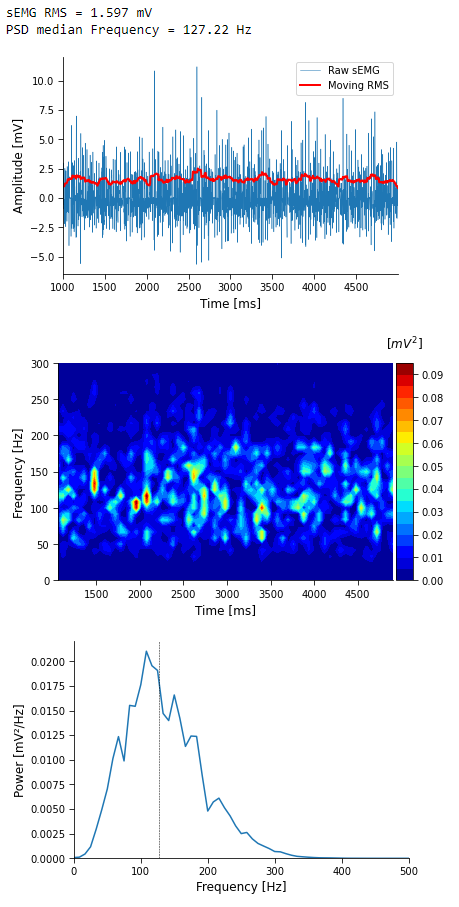 sEMG RMS = 1.597 mV
PSD median Frequency = 127.22 Hz
Raw sEMG
Moving RMS
Amplitude [mV]
10.0
7.5
5.0
2.5
0.0
−2.5
−5.0
1000 1500 2000 2500 3000 3500 4000 4500
Time [ms]
[mV²]
Frequency [Hz]
300
250
200
150
100
50
0
0.09
0.08
0.07
0.06
0.05
0.04
0.03
0.02
0.01
0.00
1500 2000 2500 3000 3500 4000 4500
Time [ms]
Power [mV²/Hz]
0.0200
0.0175
0.0150
0.0125
0.0100
0.0075
0.0050
0.0025
0.0000
0 100 200 300 400 500
Frequency [Hz]